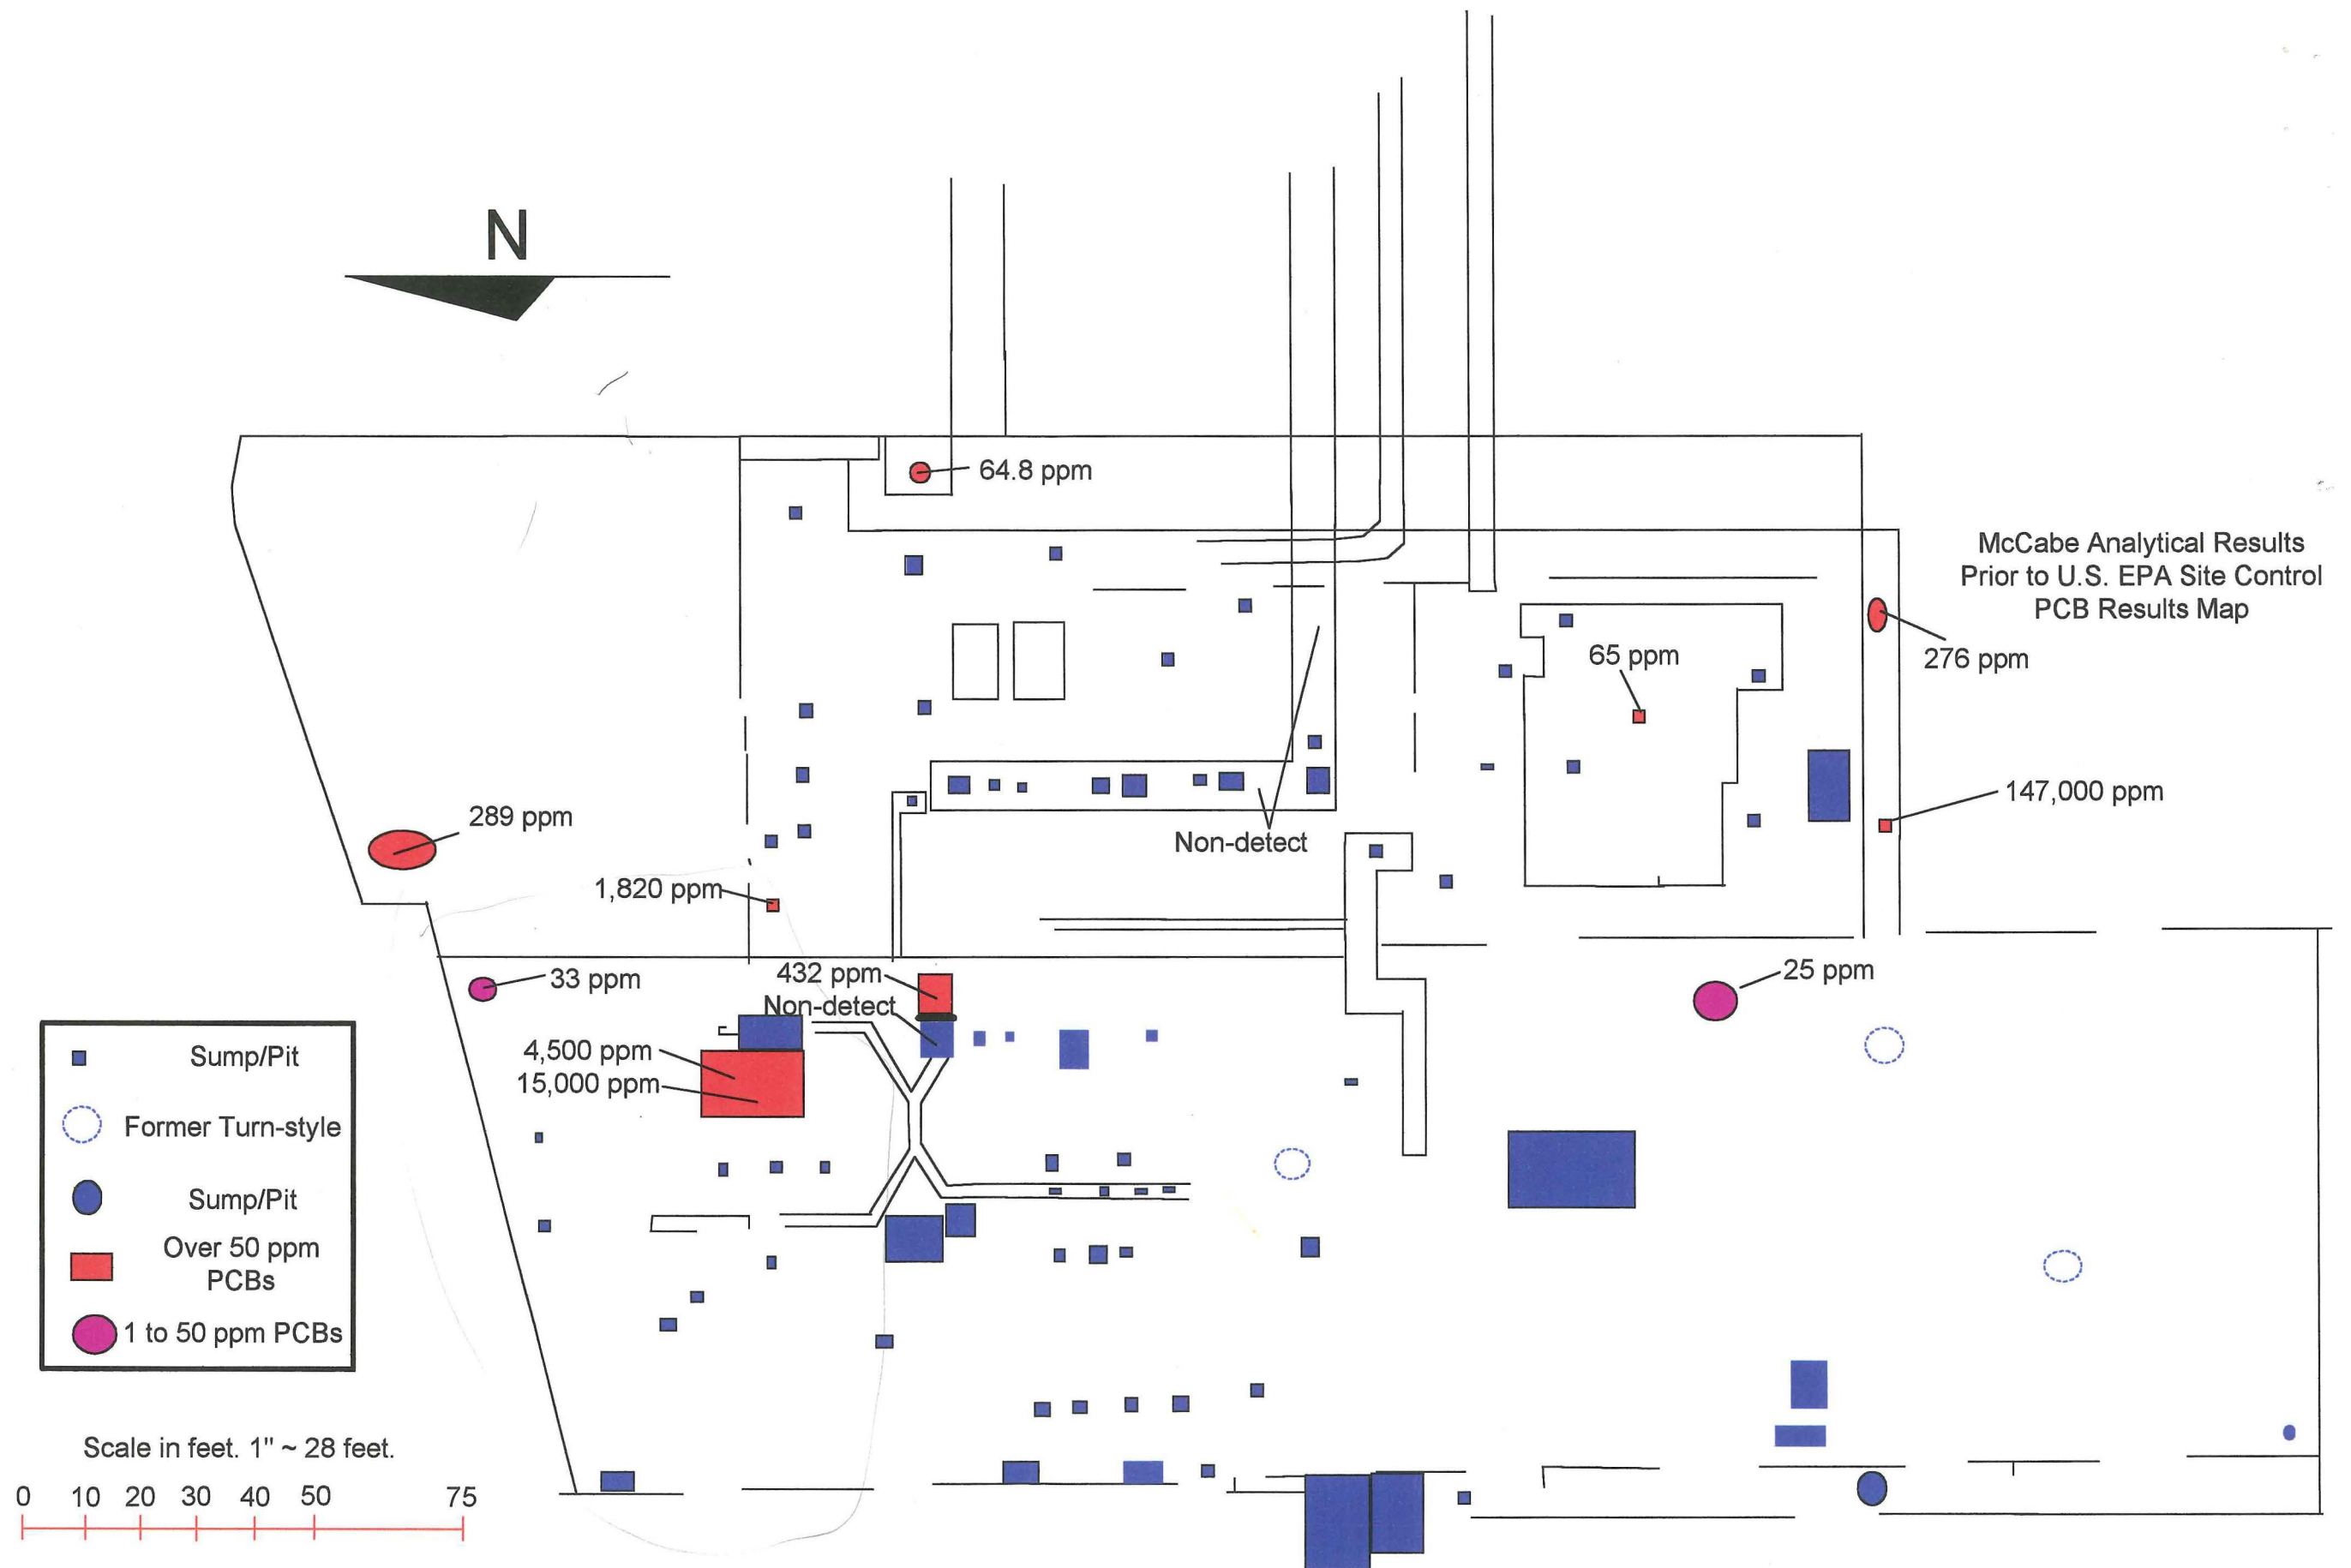 N
64.8 ppm
McCabe Analytical Results
Prior to U.S. EPA Site Control
PCB Results Map
65 ppm
276 ppm
147,000 ppm
289 ppm
Non-detect
1,820 ppm
33 ppm
432 ppm
Non-detect
25 ppm
4,500 ppm
15,000 ppm
Sump/Pit
Former Turn-style
Sump/Pit
Over 50 ppm
PCBs
1 to 50 ppm PCBs
Scale in feet. 1" ~ 28 feet.
0 10 20 30 40 50 75